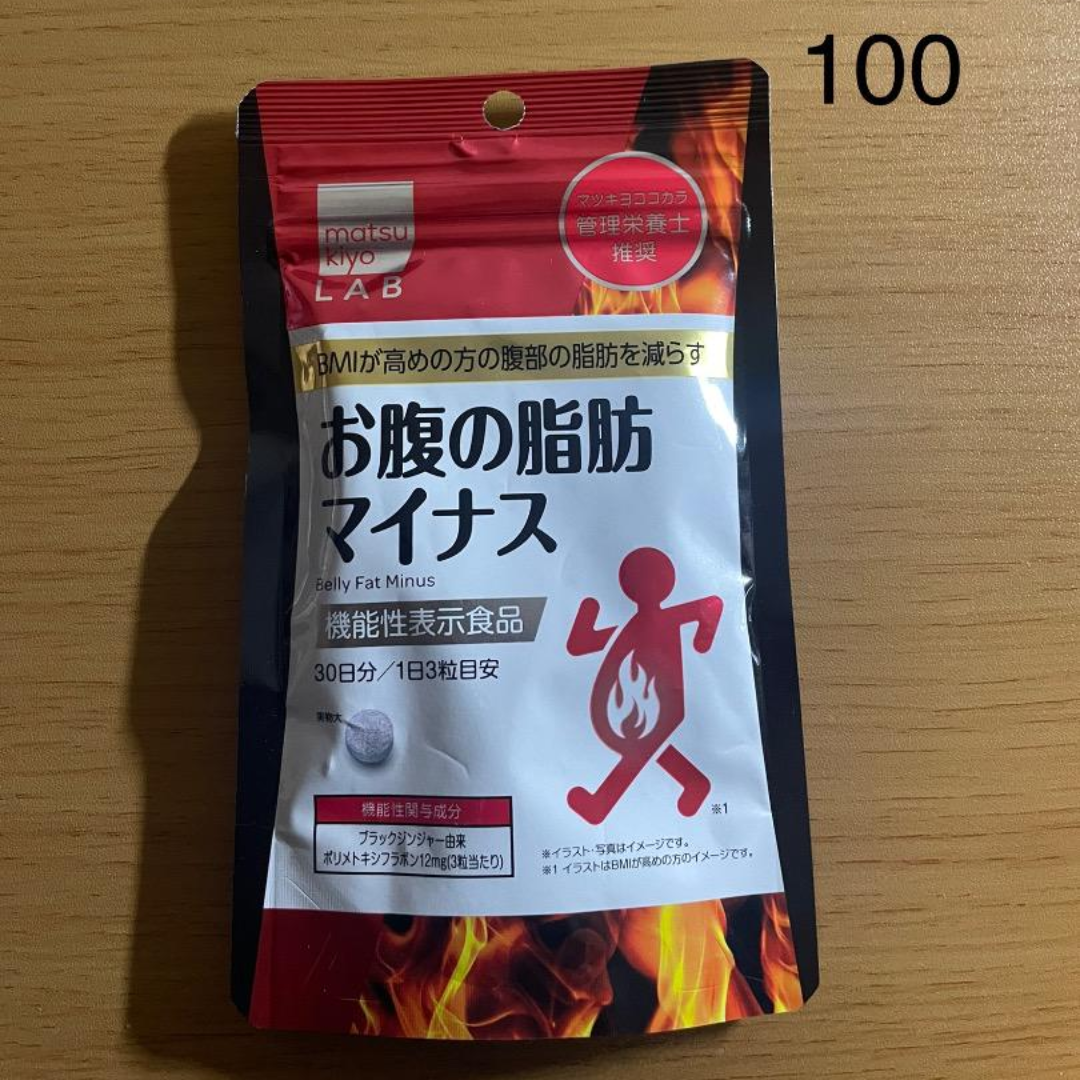 100
matsu
kiyo
LAB
マツキヨココカラ
管理栄養士
推奨
BMIが高めの方の腹部の脂肪を減らす
お腹の脂肪
マイナス
Belly Fat Minus
機能性表示食品
30日分／1日3粒目安
実物大
機能性関与成分
ブラックジンジャー由来
ポリメトキシフラボン12mg(3粒当たり)
※1
※イラスト・写真はイメージです。
※1 イラストはBMIが高めの方のイメージです。